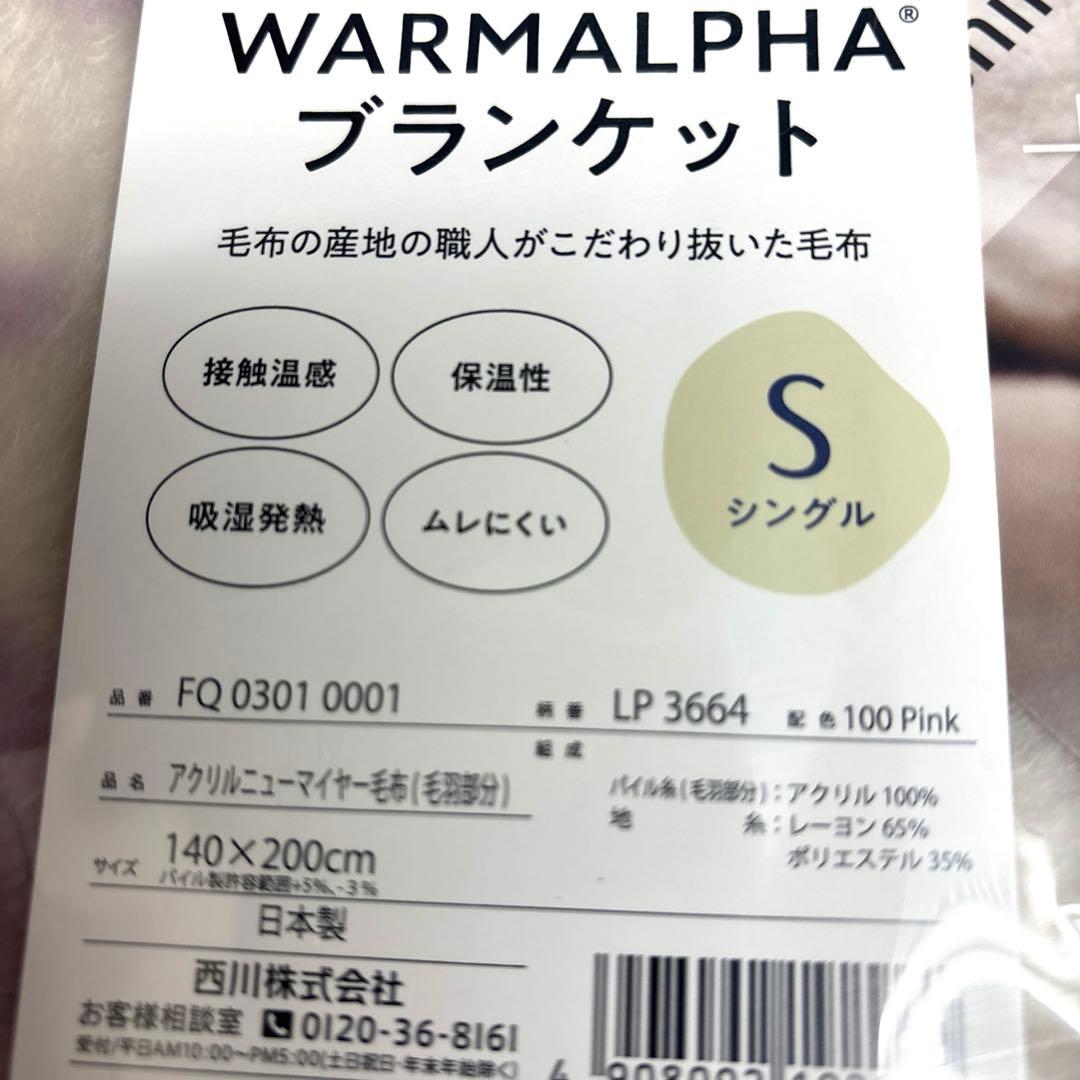 WARMALPHA®
ブランケット
毛布の産地の職人がこだわり抜いた毛布
接触温感
保温性
吸湿発熱
ムレにくい
S
シングル
品番 FQ 0301 0001
柄番 LP 3664 配色 100 Pink
組成
品名 アクリルニューマイヤー毛布(毛羽部分)
パイル糸(毛羽部分):アクリル 100%
地糸:レーヨン 65%
ポリエステル 35%
サイズ 140×200cm
パイル製許容範囲+5%、-3%
日本製
西川株式会社
お客様相談室 0120-36-8161
受付/平日AM10:00~PM5:00(土日祝日・年末年始除く)